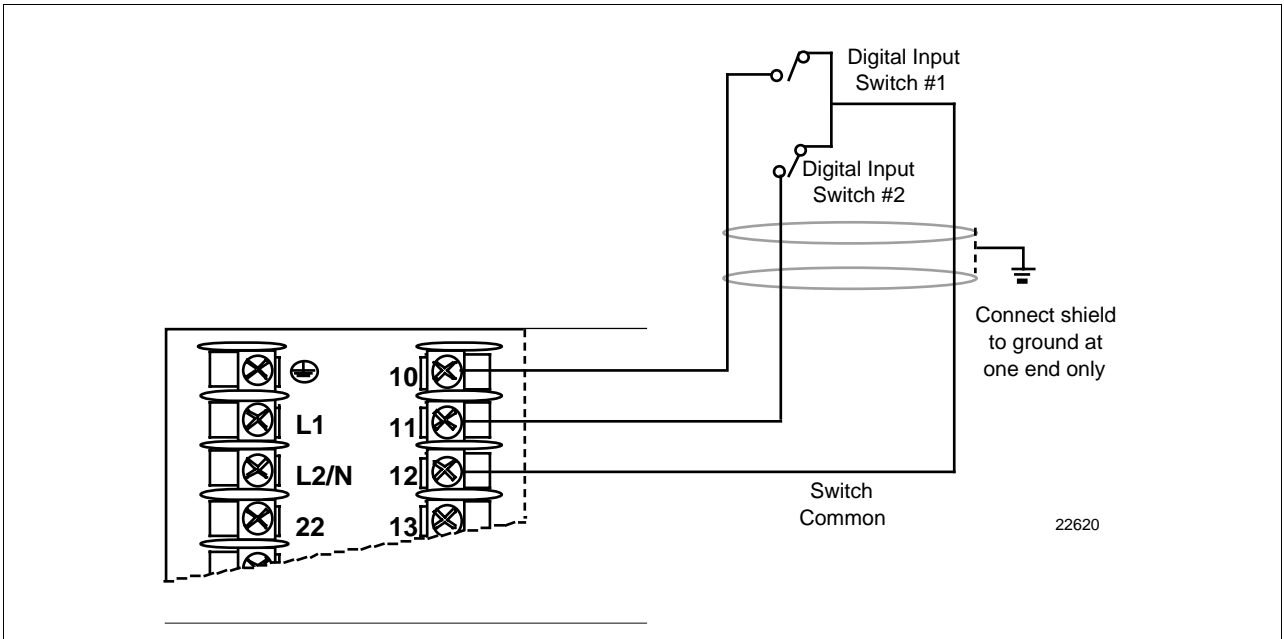 Digital Input
Switch #1
Digital Input
Switch #2
Connect shield
to ground at
one end only
10
L1
11
L2/N
12
22
13
Switch
Common
22620